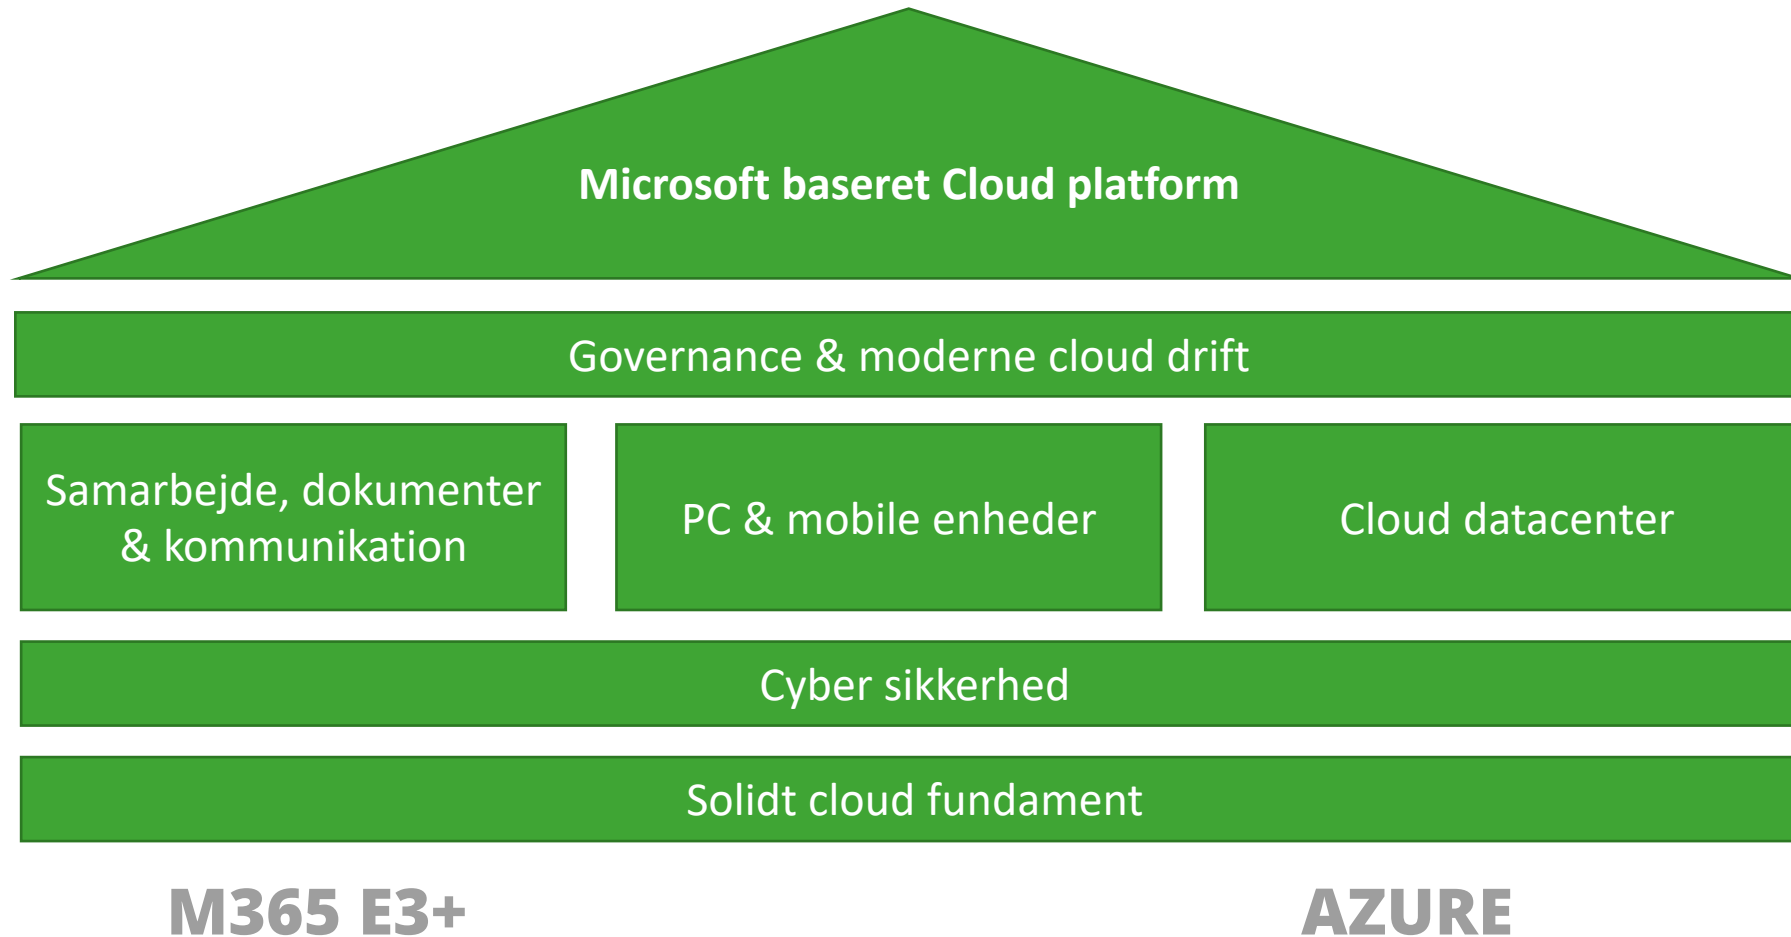 Microsoft baseret Cloud platform
Governance & moderne cloud drift
Samarbejde, dokumenter
& kommunikation
PC & mobile enheder
Cloud datacenter
Cyber sikkerhed
Solidt cloud fundament
M365 E3+
AZURE